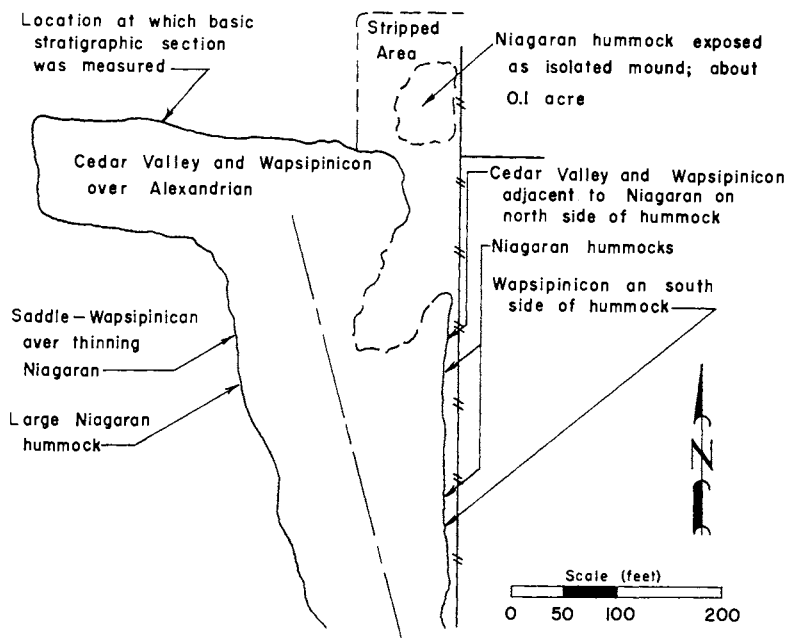 Location at which basic
stratigraphic section
was measured
Stripped
Area
Niagaran hummock exposed
as isolated mound; about
0.1 acre
Cedar Valley and Wapsipinicon
over Alexandrian
Cedar Valley and Wapsipinicon
adjacent to Niagaran on
north side of hummock
Niagaran hummocks
Wapsipinicon an south
side of hummock
Saddle—Wapsipinican
aver thinning
Niagaran
Large Niagaran
hummock
N
Scale (feet)
0 50 100 200